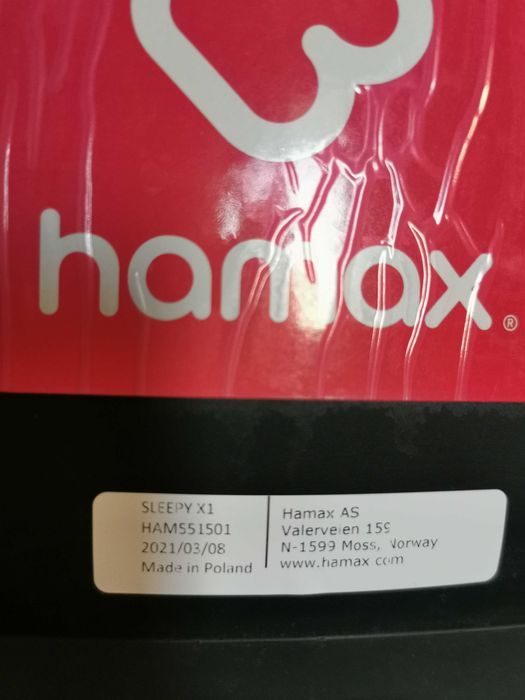 hamax®
SLEEPY X1
HAM551501
2021/03/08
Made in Poland
Hamax AS
Valerveien 159
N-1599 Moss, Norway
www.hamax.com